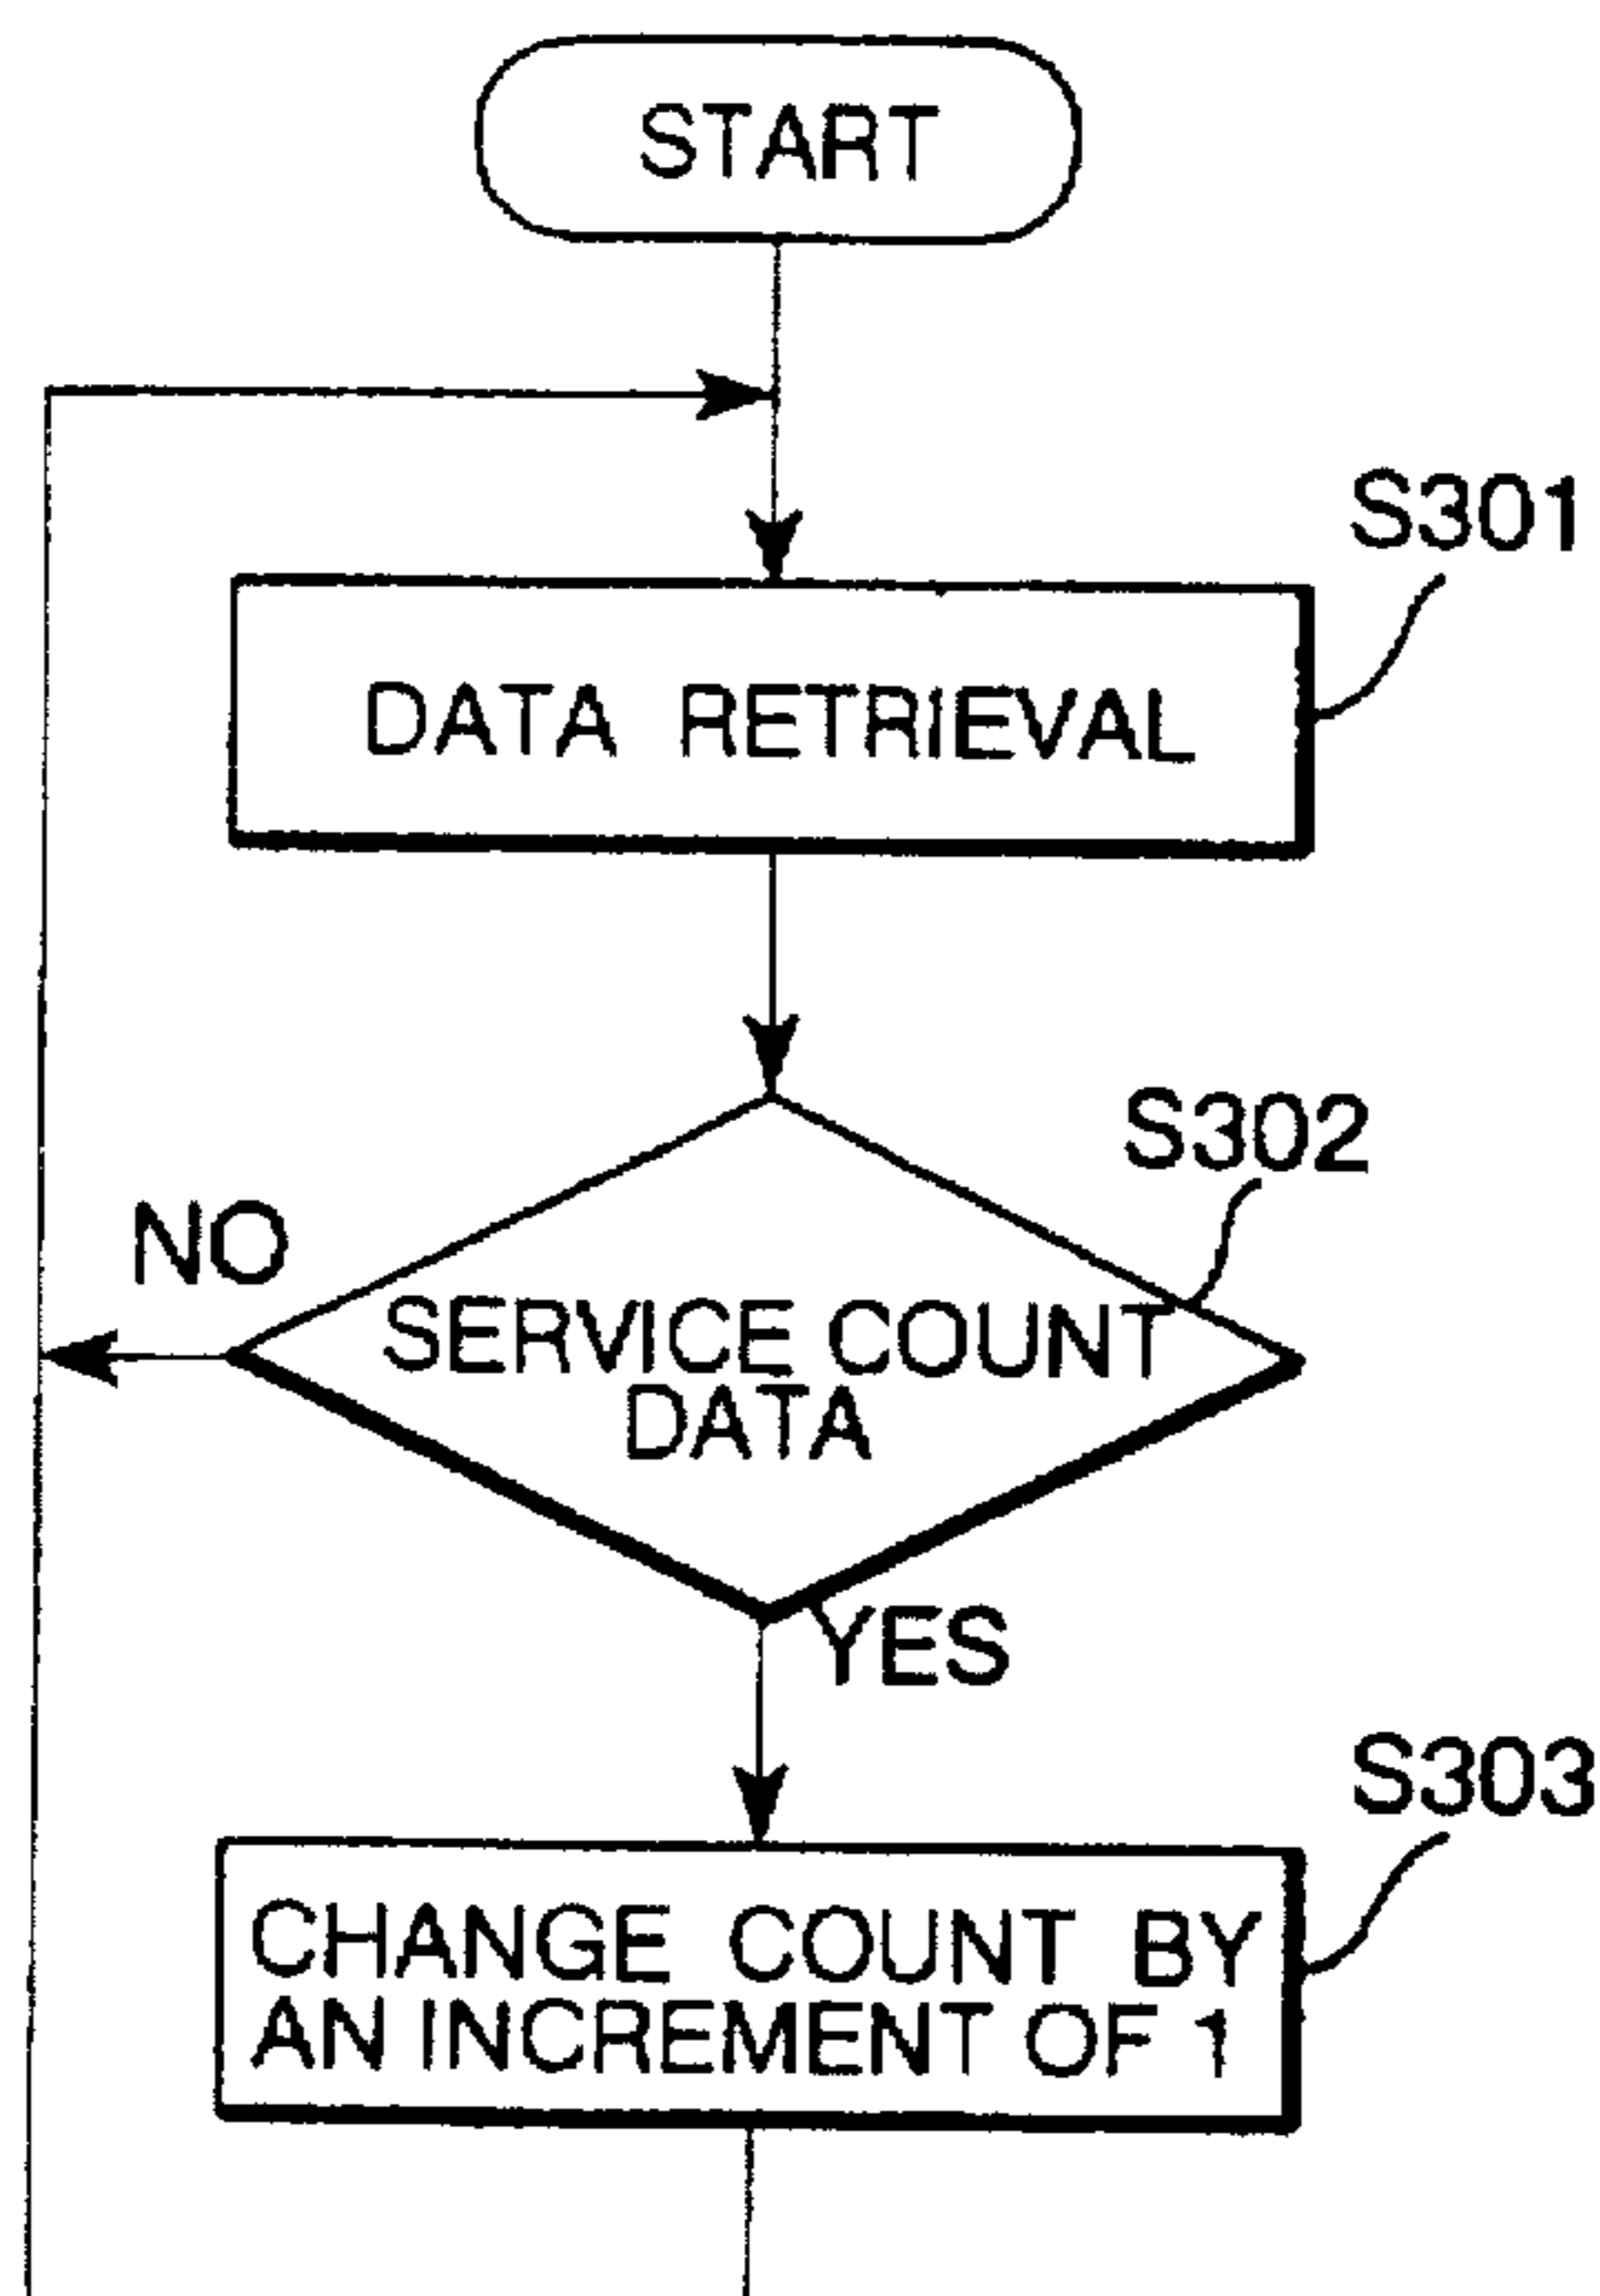 START
S301
DATA RETRIEVAL
S302
NO
SERVICE COUNT
DATA
YES
S303
CHANGE COUNT BY
AN INCREMENT OF 1